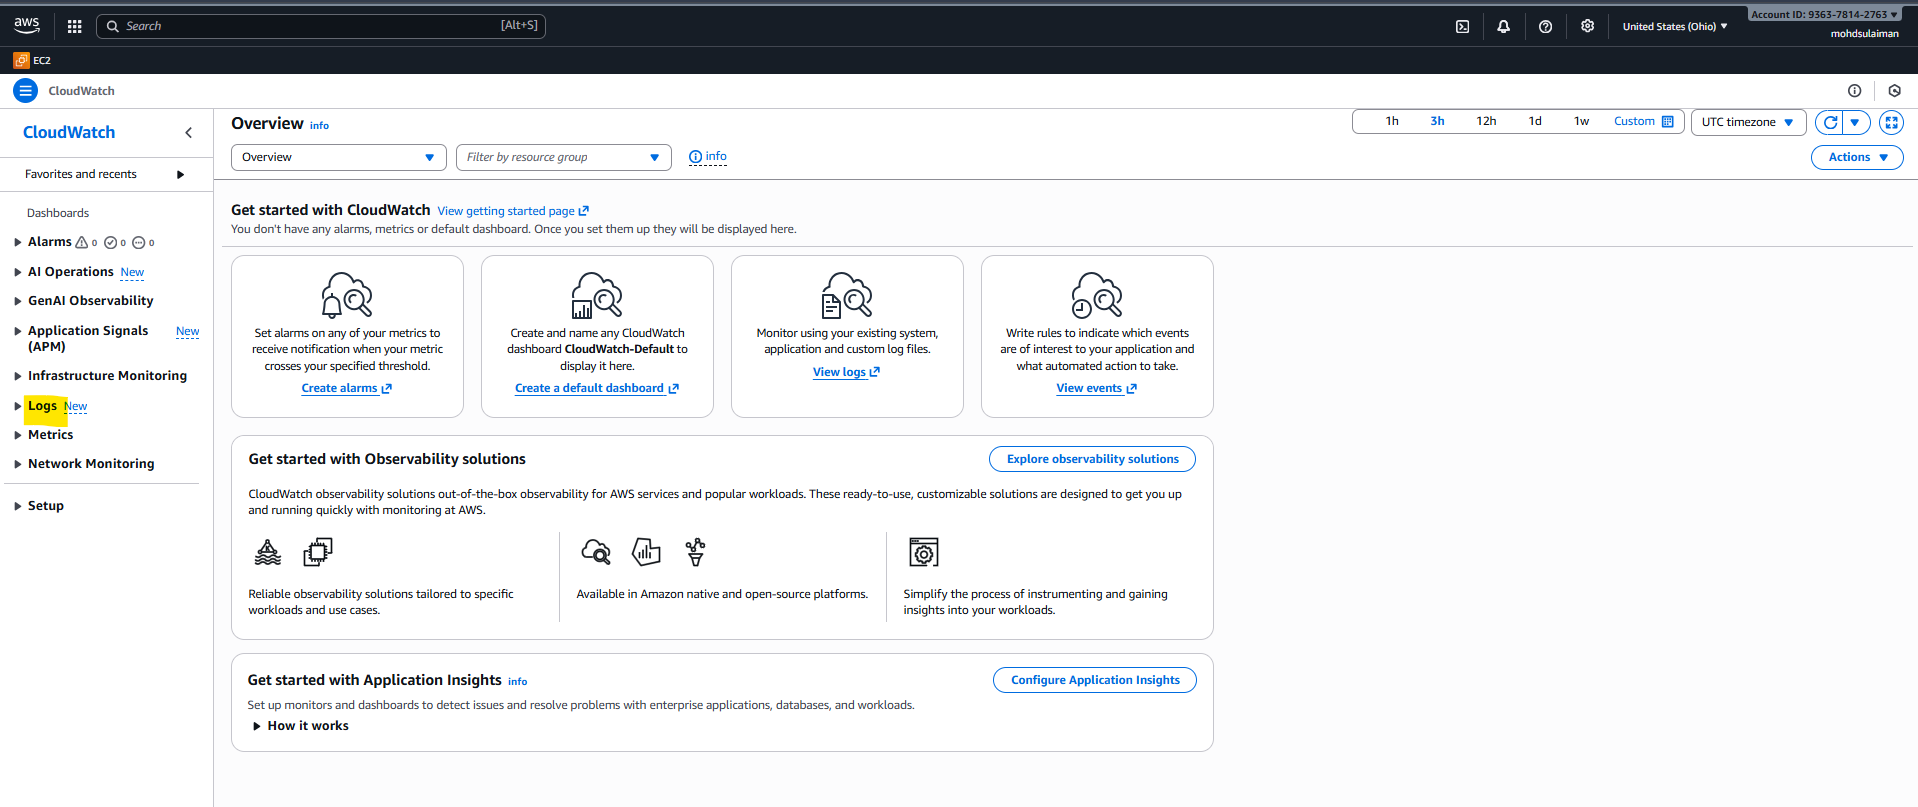 aws
Search
[Alt+S]
United States (Ohio)
Account ID: 9363-7814-2763
mohdsulaiman
EC2
CloudWatch
CloudWatch
Favorites and recents
Dashboards
Alarms 0 0 0
AI Operations New
GenAI Observability
Application Signals (APM) New
Infrastructure Monitoring
Logs New
Metrics
Network Monitoring
Setup
Overview info
1h 3h 12h 1d 1w Custom
UTC timezone
Overview
Filter by resource group
info
Actions
Get started with CloudWatch View getting started page
You don't have any alarms, metrics or default dashboard. Once you set them up they will be displayed here.
Set alarms on any of your metrics to
receive notification when your metric
crosses your specified threshold.
Create alarms
Create and name any CloudWatch
dashboard CloudWatch-Default to
display it here.
Create a default dashboard
Monitor using your existing system,
application and custom log files.
View logs
Write rules to indicate which events
are of interest to your application and
what automated action to take.
View events
Get started with Observability solutions
Explore observability solutions
CloudWatch observability solutions out-of-the-box observability for AWS services and popular workloads. These ready-to-use, customizable solutions are designed to get you up
and running quickly with monitoring at AWS.
Reliable observability solutions tailored to specific
workloads and use cases.
Available in Amazon native and open-source platforms.
Simplify the process of instrumenting and gaining
insights into your workloads.
Get started with Application Insights info
Configure Application Insights
Set up monitors and dashboards to detect issues and resolve problems with enterprise applications, databases, and workloads.
How it works